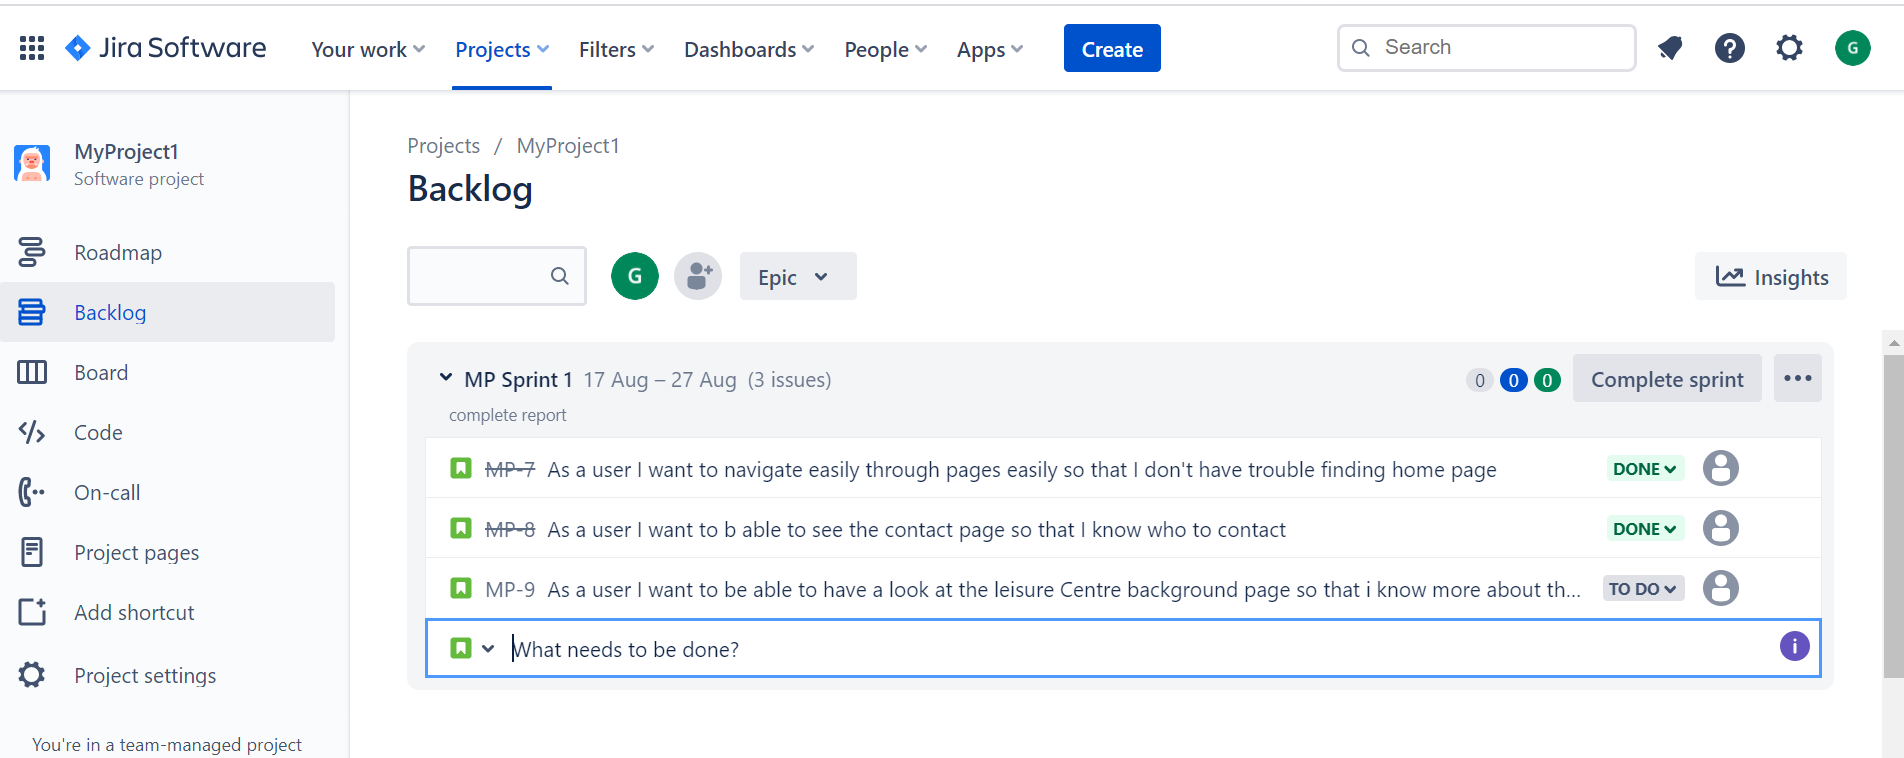 Jira Software Your work Projects Filters Dashboards People Apps Create Search G
MyProject1
Software project
Roadmap
Backlog
Board
Code
On-call
Project pages
Add shortcut
Project settings
You're in a team-managed project
Projects / MyProject1
Backlog
G Epic Insights
MP Sprint 1 17 Aug – 27 Aug (3 issues) 0 0 0 Complete sprint
complete report
MP-7 As a user I want to navigate easily through pages easily so that I don't have trouble finding home page DONE
MP-8 As a user I want to b able to see the contact page so that I know who to contact DONE
MP-9 As a user I want to be able to have a look at the leisure Centre background page so that i know more about th... TO DO
What needs to be done?